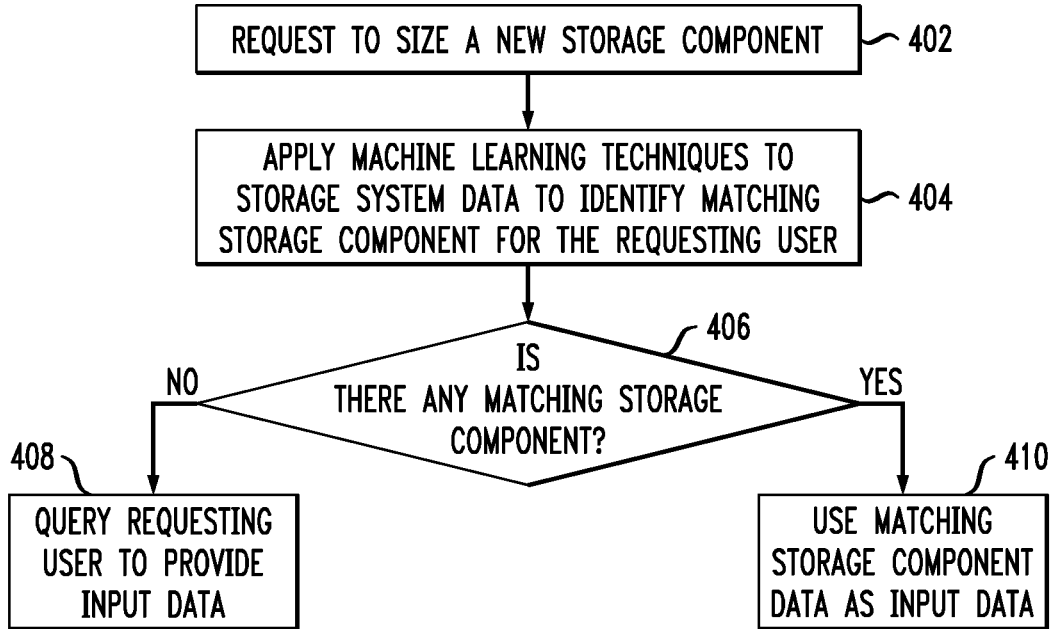 REQUEST TO SIZE A NEW STORAGE COMPONENT
402
APPLY MACHINE LEARNING TECHNIQUES TO
STORAGE SYSTEM DATA TO IDENTIFY MATCHING
STORAGE COMPONENT FOR THE REQUESTING USER
404
406
IS
THERE ANY MATCHING STORAGE
COMPONENT?
NO
YES
408
QUERY REQUESTING
USER TO PROVIDE
INPUT DATA
410
USE MATCHING
STORAGE COMPONENT
DATA AS INPUT DATA